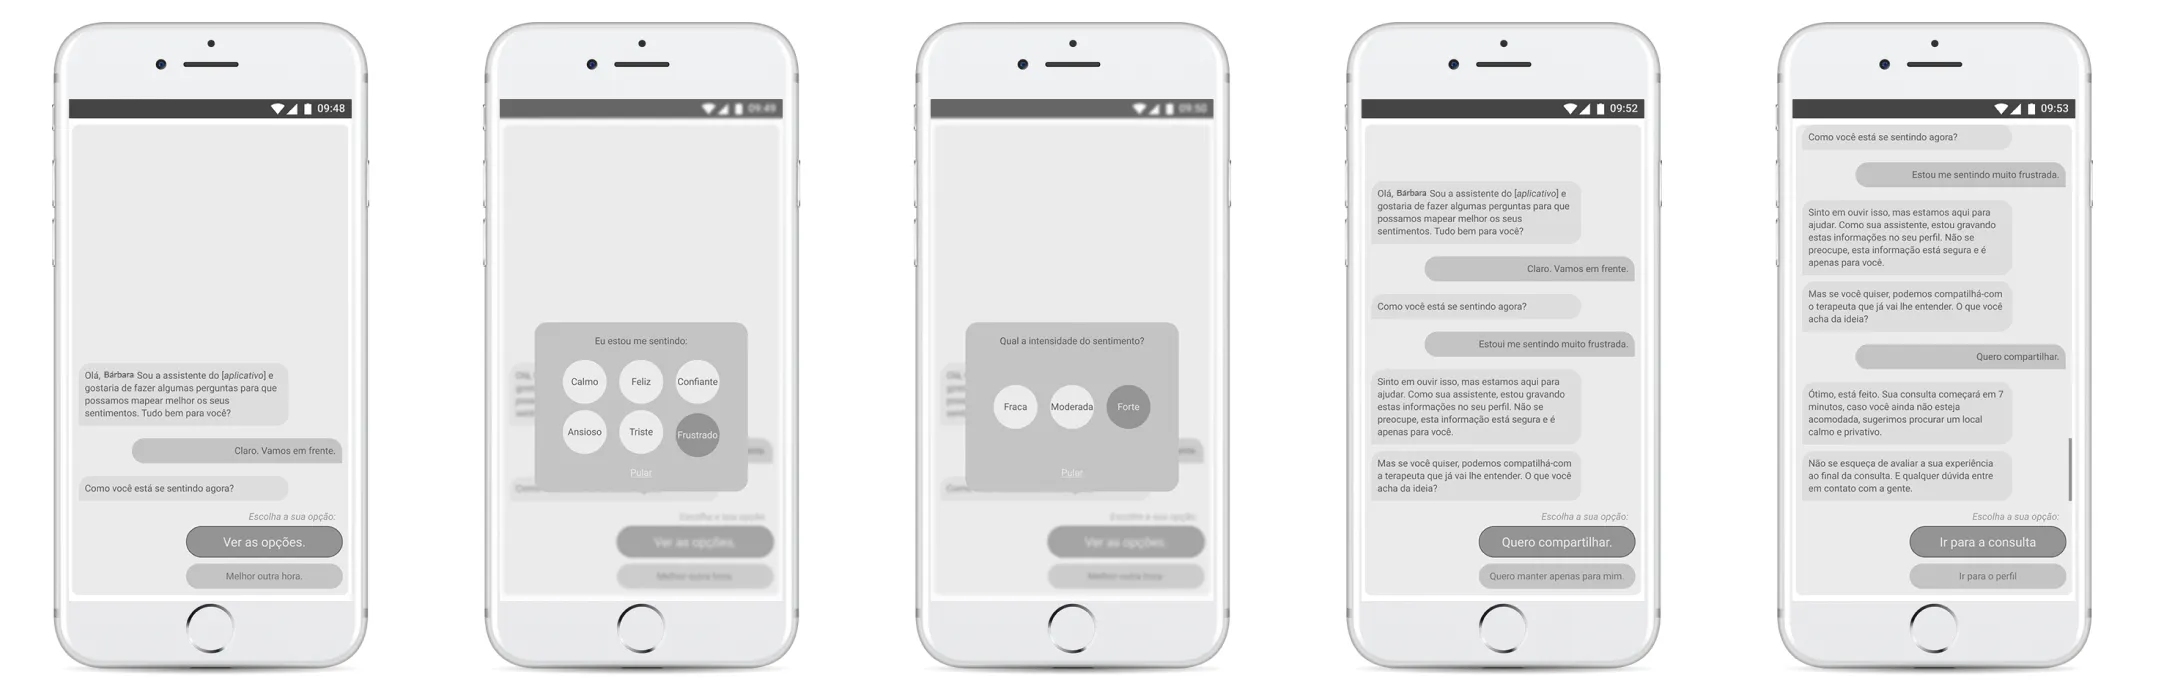 09:48
Olá, Bárbara Sou a assistente do [aplicativo] e
gostaria de fazer algumas perguntas para que
possamos mapear melhor os seus
sentimentos. Tudo bem para você?
Claro. Vamos em frente.
Como você está se sentindo agora?
Escolha a sua opção:
Ver as opções.
Melhor outra hora.
09:49
Eu estou me sentindo:
Calmo
Feliz
Confiante
Ansioso
Triste
Frustrado
Pular
Escolha a sua opção:
Ver as opções.
Melhor outra hora.
09:50
Qual a intensidade do sentimento?
Fraca
Moderada
Forte
Pular
Escolha a sua opção:
Ver as opções.
Melhor outra hora.
09:52
Olá, Bárbara Sou a assistente do [aplicativo] e
gostaria de fazer algumas perguntas para que
possamos mapear melhor os seus
sentimentos. Tudo bem para você?
Claro. Vamos em frente.
Como você está se sentindo agora?
Estoui me sentindo muito frustrada.
Sinto em ouvir isso, mas estamos aqui para
ajudar. Como sua assistente, estou gravando
estas informações no seu perfil. Não se
preocupe, esta informação está segura e é
apenas para você.
Mas se você quiser, podemos compatilhá-com
a terapeuta que já vai lhe entender. O que você
acha da ideia?
Escolha a sua opção:
Quero compartilhar.
Quero manter apenas para mim.
09:53
Como você está se sentindo agora?
Estou me sentindo muito frustrada.
Sinto em ouvir isso, mas estamos aqui para
ajudar. Como sua assistente, estou gravando
estas informações no seu perfil. Não se
preocupe, esta informação está segura e é
apenas para você.
Mas se você quiser, podemos compatilhá-com
o terapeuta que já vai lhe entender. O que você
acha da ideia?
Quero compartilhar.
Ótimo, está feito. Sua consulta começará em 7
minutos, caso você ainda não esteja
acomodada, sugerimos procurar um local
calmo e privativo.
Não se esqueça de avaliar a sua experiência
ao final da consulta. E qualquer dúvida entre
em contato com a gente.
Escolha a sua opção:
Ir para a consulta
Ir para o perfil